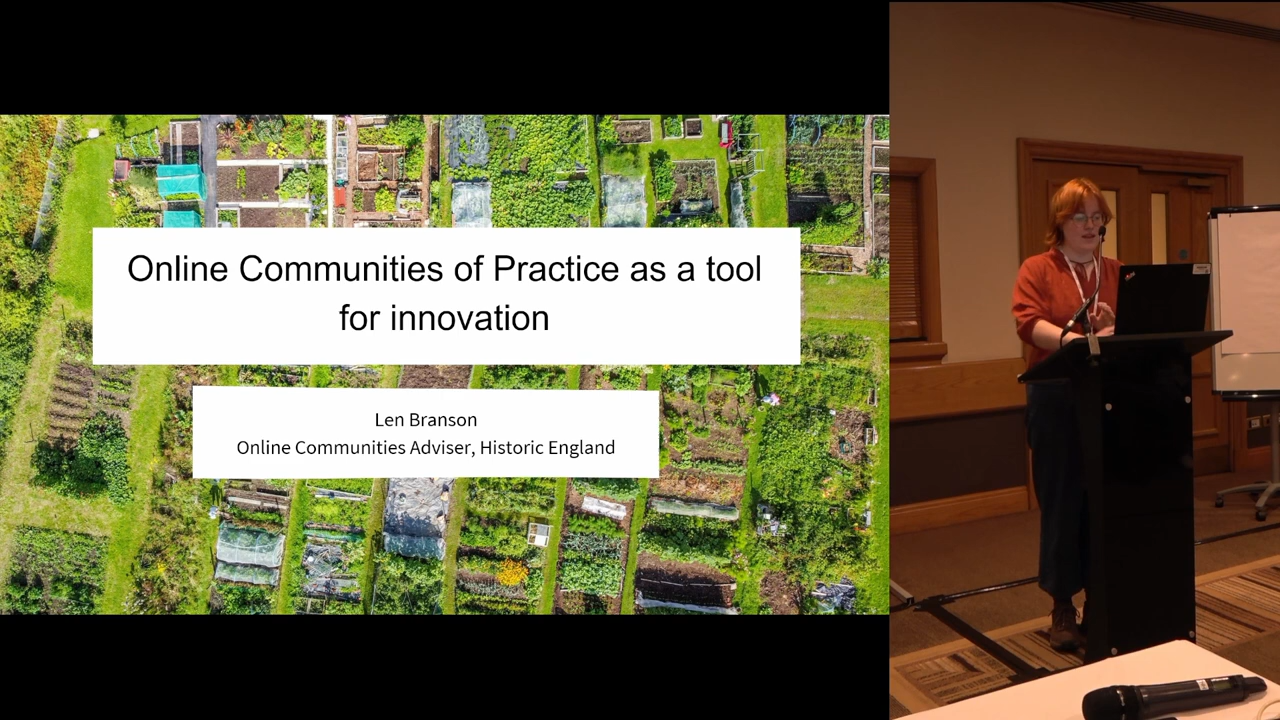 Online Communities of Practice as a tool
for innovation
Len Branson
Online Communities Adviser, Historic England